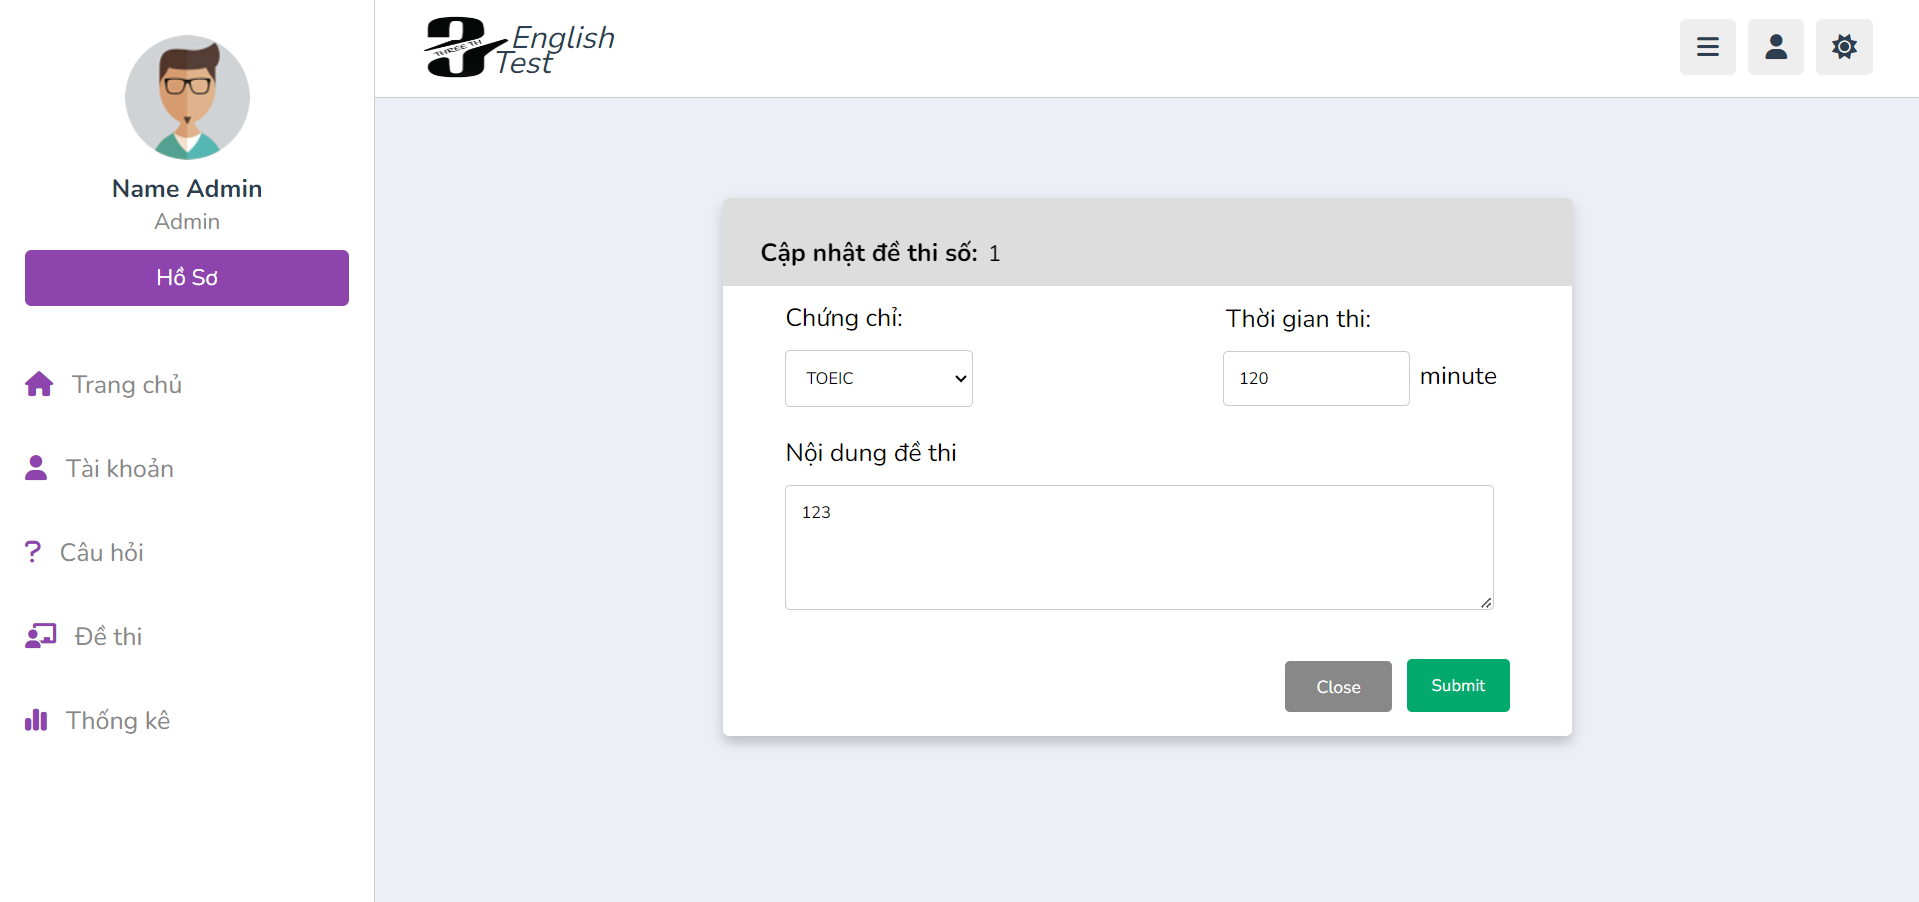 Name Admin
Admin
Hồ Sơ
Trang chủ
Tài khoản
Câu hỏi
Đề thi
Thống kê
THREE TH
English
Test
Cập nhật đề thi số: 1
Chứng chỉ:
Thời gian thi:
TOEIC
120 minute
Nội dung đề thi
123
Close
Submit